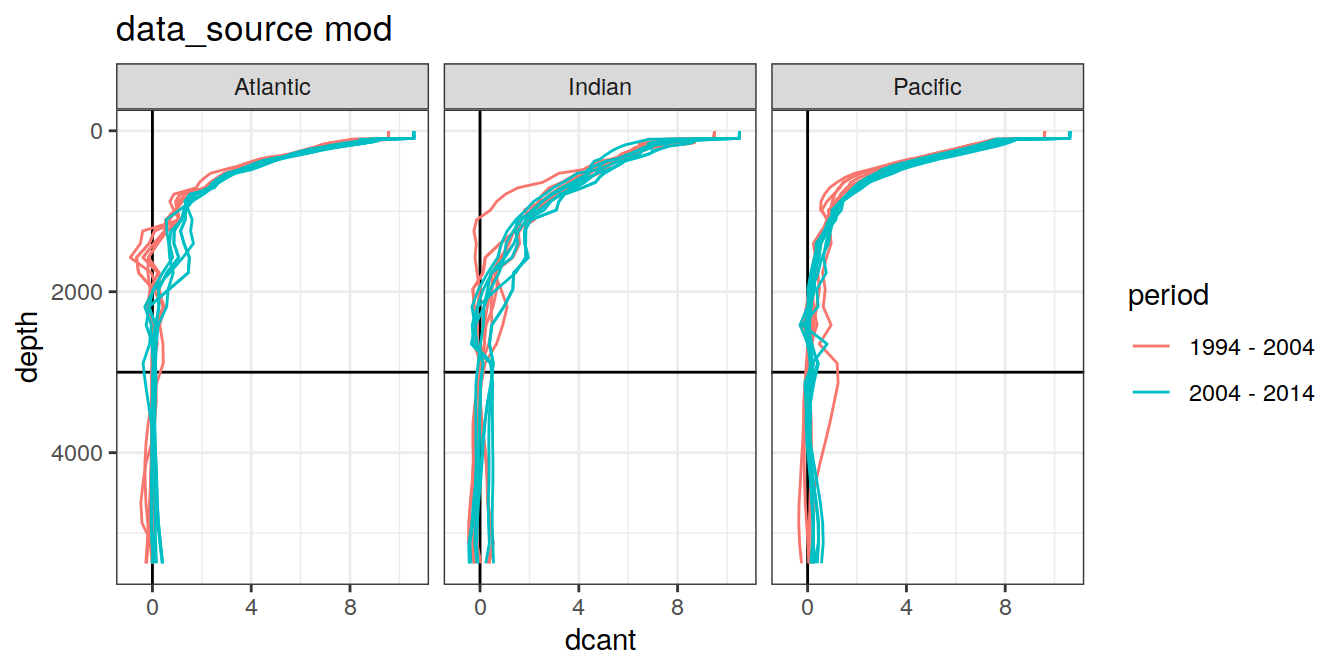 data_source mod
Atlantic
Indian
Pacific
0
2000
4000
depth
0 4 8
0 4 8
0 4 8
dcant
period
1994 - 2004
2004 - 2014